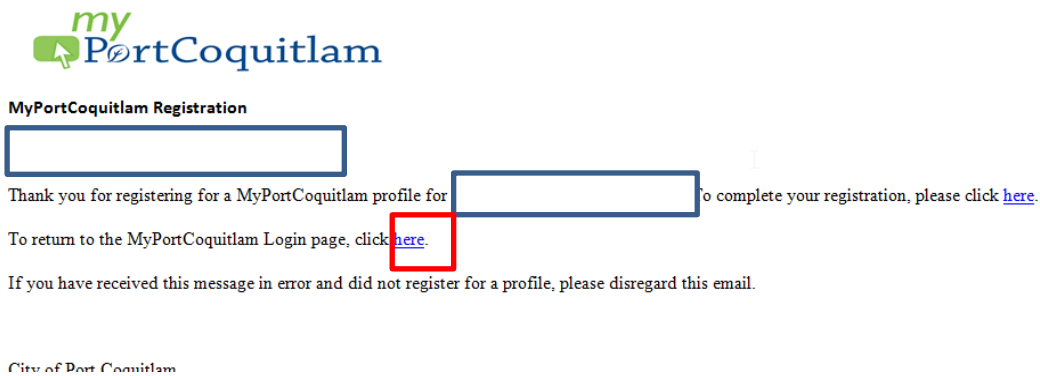 my
PortCoquitlam
MyPortCoquitlam Registration
Thank you for registering for a MyPortCoquitlam profile for o complete your registration, please click here.
To return to the MyPortCoquitlam Login page, click here.
If you have received this message in error and did not register for a profile, please disregard this email.
City of Port Coquitlam